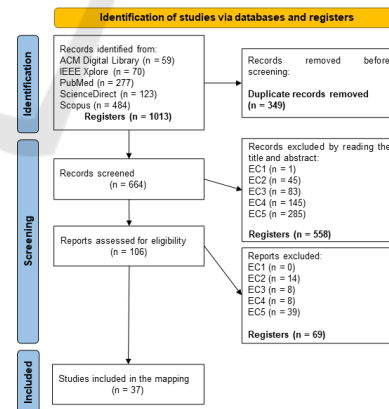 Identification of studies via databases and registers
Identification
Records identified from:
ACM Digital Library (n = 59)
IEEE Xplore (n = 70)
PubMed (n = 277)
ScienceDirect (n = 123)
Scopus (n = 484)
Registers (n = 1013)
Records removed before
screening:
Duplicate records removed
(n = 349)
Screening
Records screened
(n = 664)
Records excluded by reading the
title and abstract:
EC1 (n = 1)
EC2 (n = 45)
EC3 (n = 83)
EC4 (n = 145)
EC5 (n = 285)
Registers (n = 558)
Reports assessed for eligibility
(n = 106)
Reports excluded:
EC1 (n = 0)
EC2 (n = 14)
EC3 (n = 8)
EC4 (n = 8)
EC5 (n = 39)
Registers (n = 69)
Included
Studies included in the mapping
(n = 37)